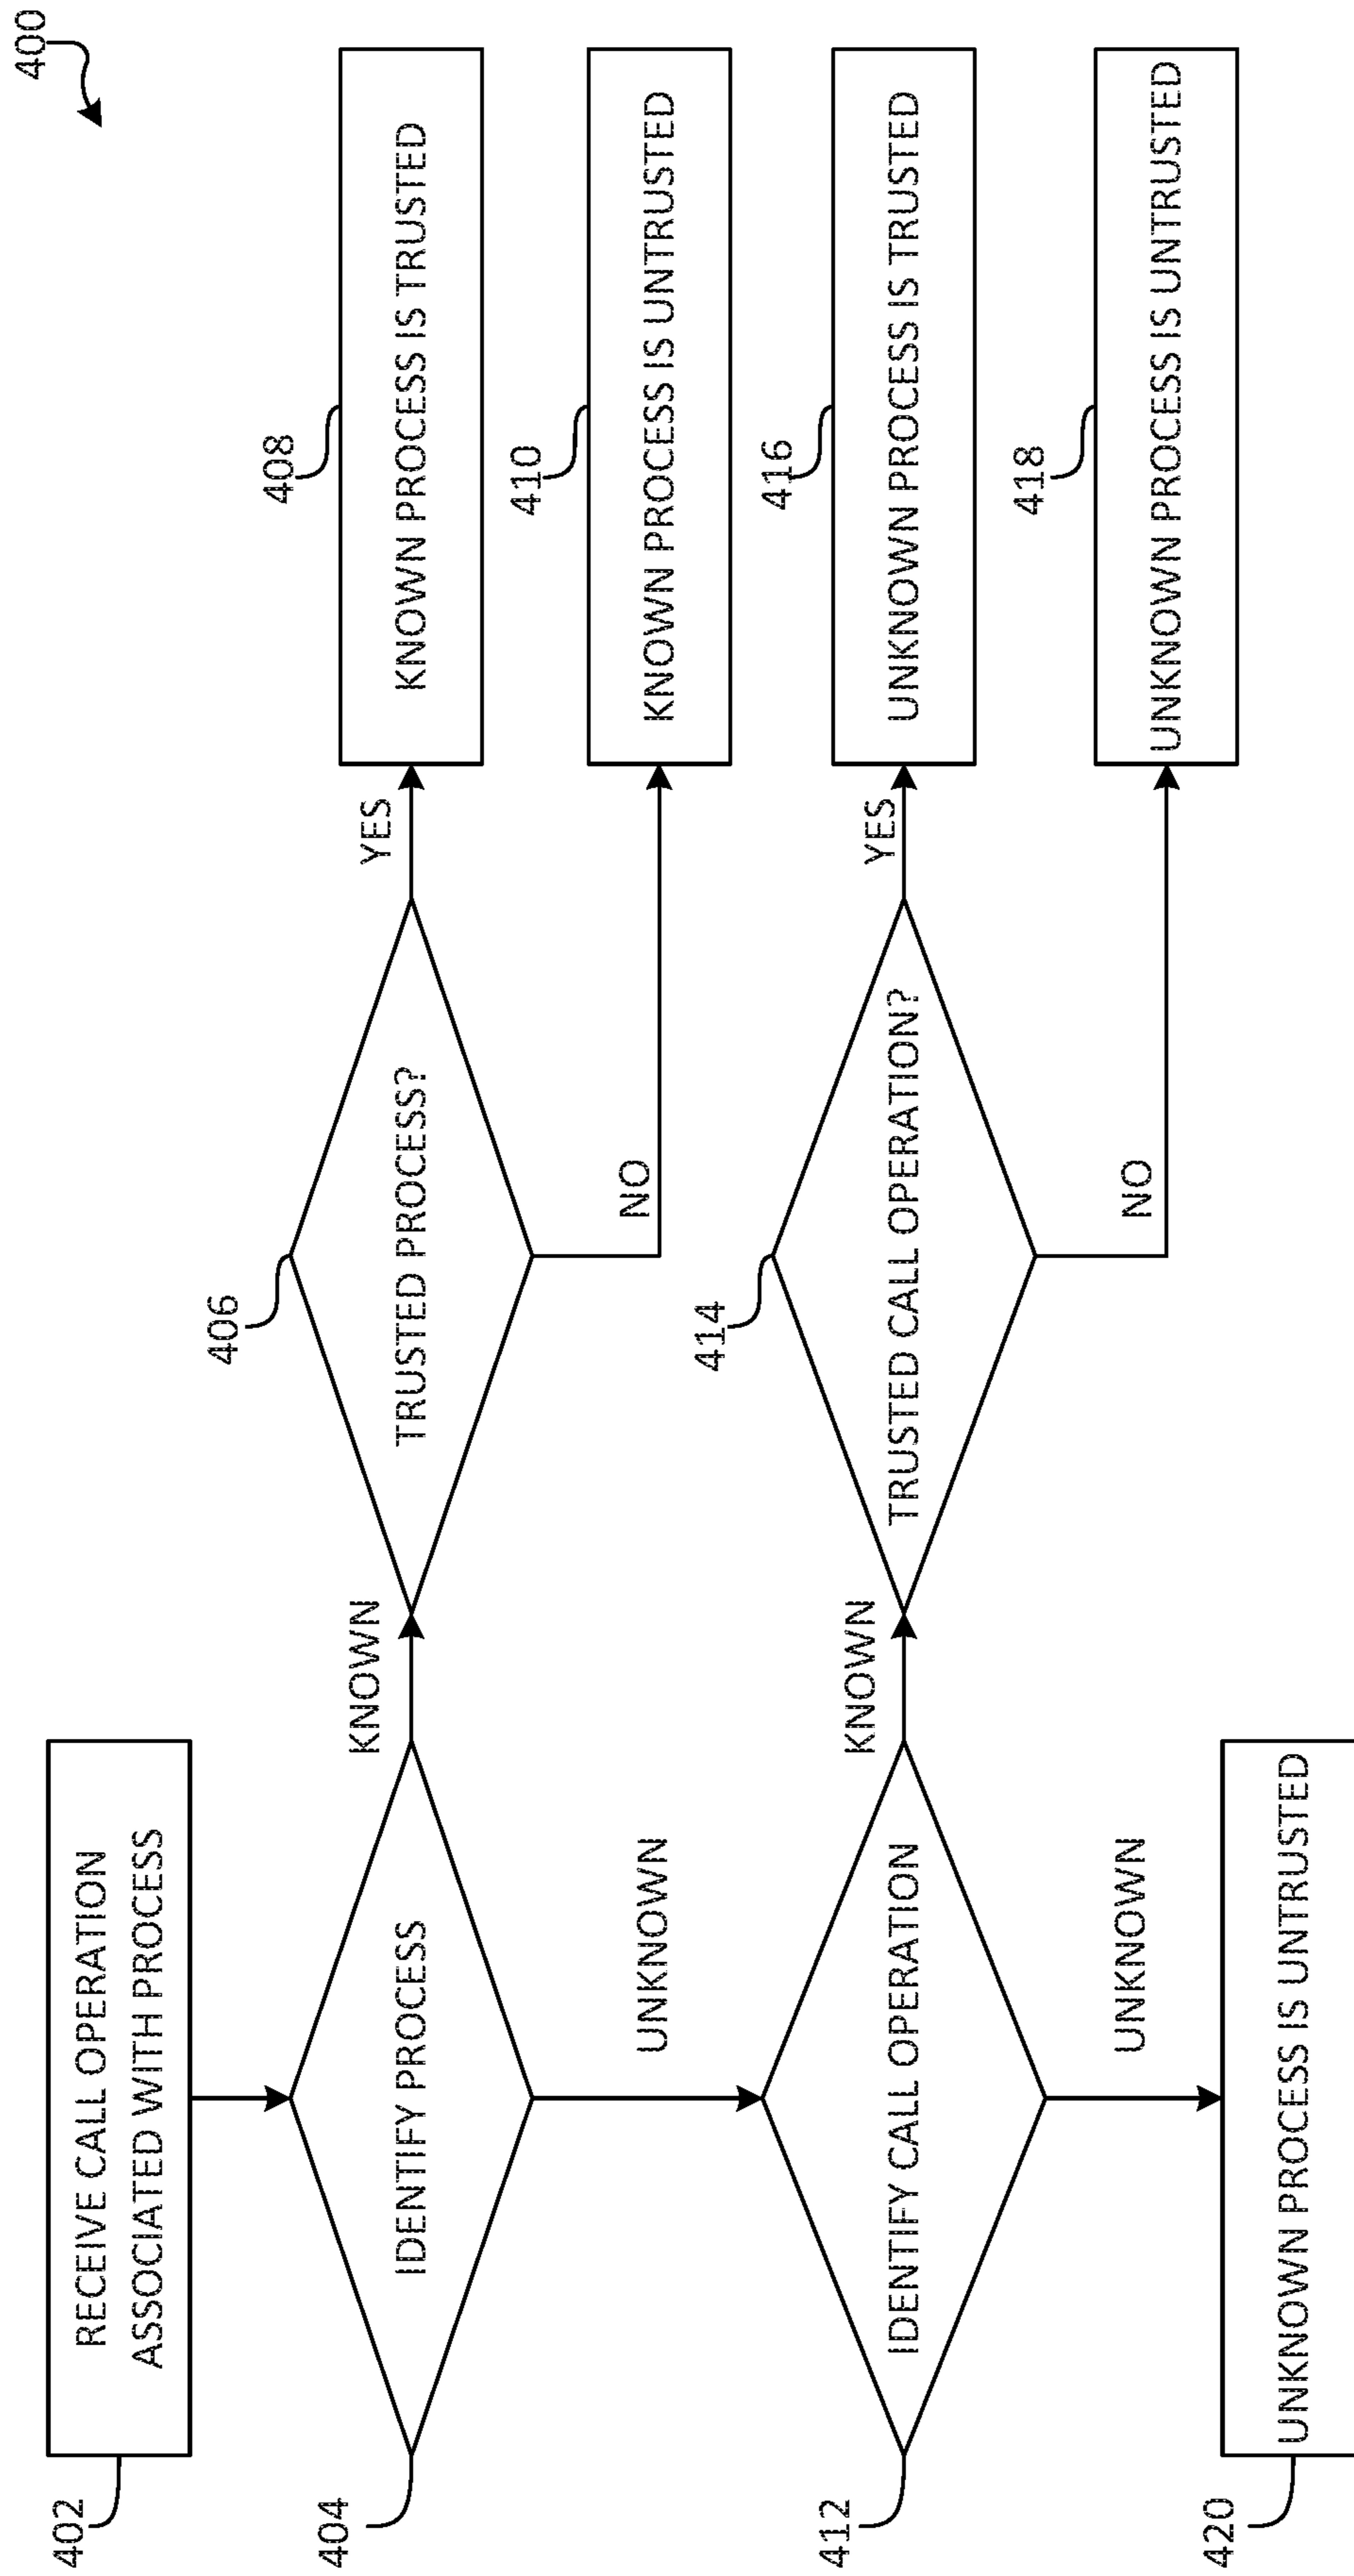 400
402
RECEIVE CALL OPERATION
ASSOCIATED WITH PROCESS
404
IDENTIFY PROCESS
KNOWN
406
TRUSTED PROCESS?
YES
408
KNOWN PROCESS IS TRUSTED
NO
410
KNOWN PROCESS IS UNTRUSTED
UNKNOWN
412
IDENTIFY CALL OPERATION
KNOWN
414
TRUSTED CALL OPERATION?
YES
416
UNKNOWN PROCESS IS TRUSTED
NO
418
UNKNOWN PROCESS IS UNTRUSTED
UNKNOWN
420
UNKNOWN PROCESS IS UNTRUSTED